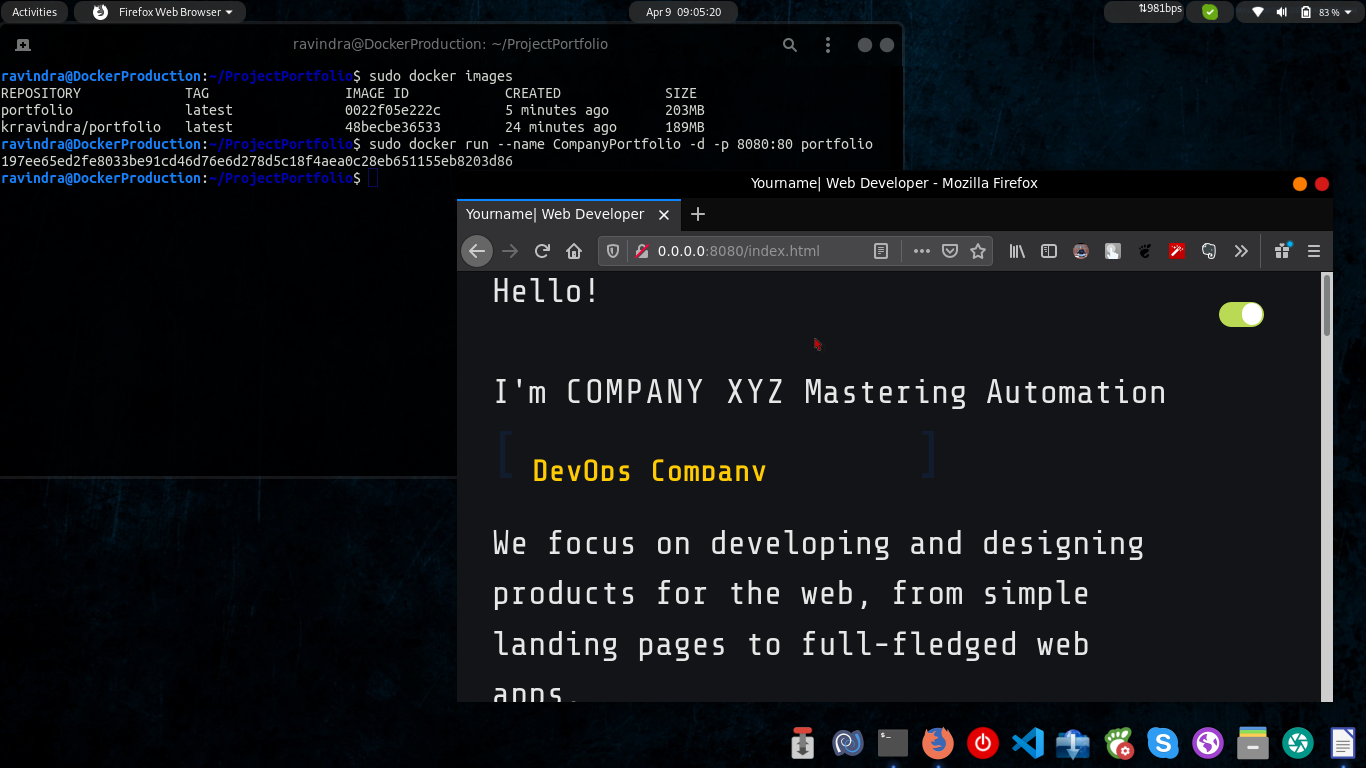 Activities Firefox Web Browser Apr 9 09:05:20 981bps 83 %
ravindra@DockerProduction: ~/ProjectPortfolio
ravindra@DockerProduction:~/ProjectPortfolio$ sudo docker images
REPOSITORY TAG IMAGE ID CREATED SIZE
portfolio latest 0022f05e222c 5 minutes ago 203MB
krravindra/portfolio latest 48becbe36533 24 minutes ago 189MB
ravindra@DockerProduction:~/ProjectPortfolio$ sudo docker run --name CompanyPortfolio -d -p 8080:80 portfolio
197ee65ed2fe8033be91cd46d76e6d278d5c18f4aea0c28eb651155eb8203d86
ravindra@DockerProduction:~/ProjectPortfolio$
Yourname| Web Developer - Mozilla Firefox
Yourname| Web Developer
0.0.0.0:8080/index.html
Hello!
I'm COMPANY XYZ Mastering Automation
[ DevOps Company ]
We focus on developing and designing
products for the web, from simple
landing pages to full-fledged web
apps.